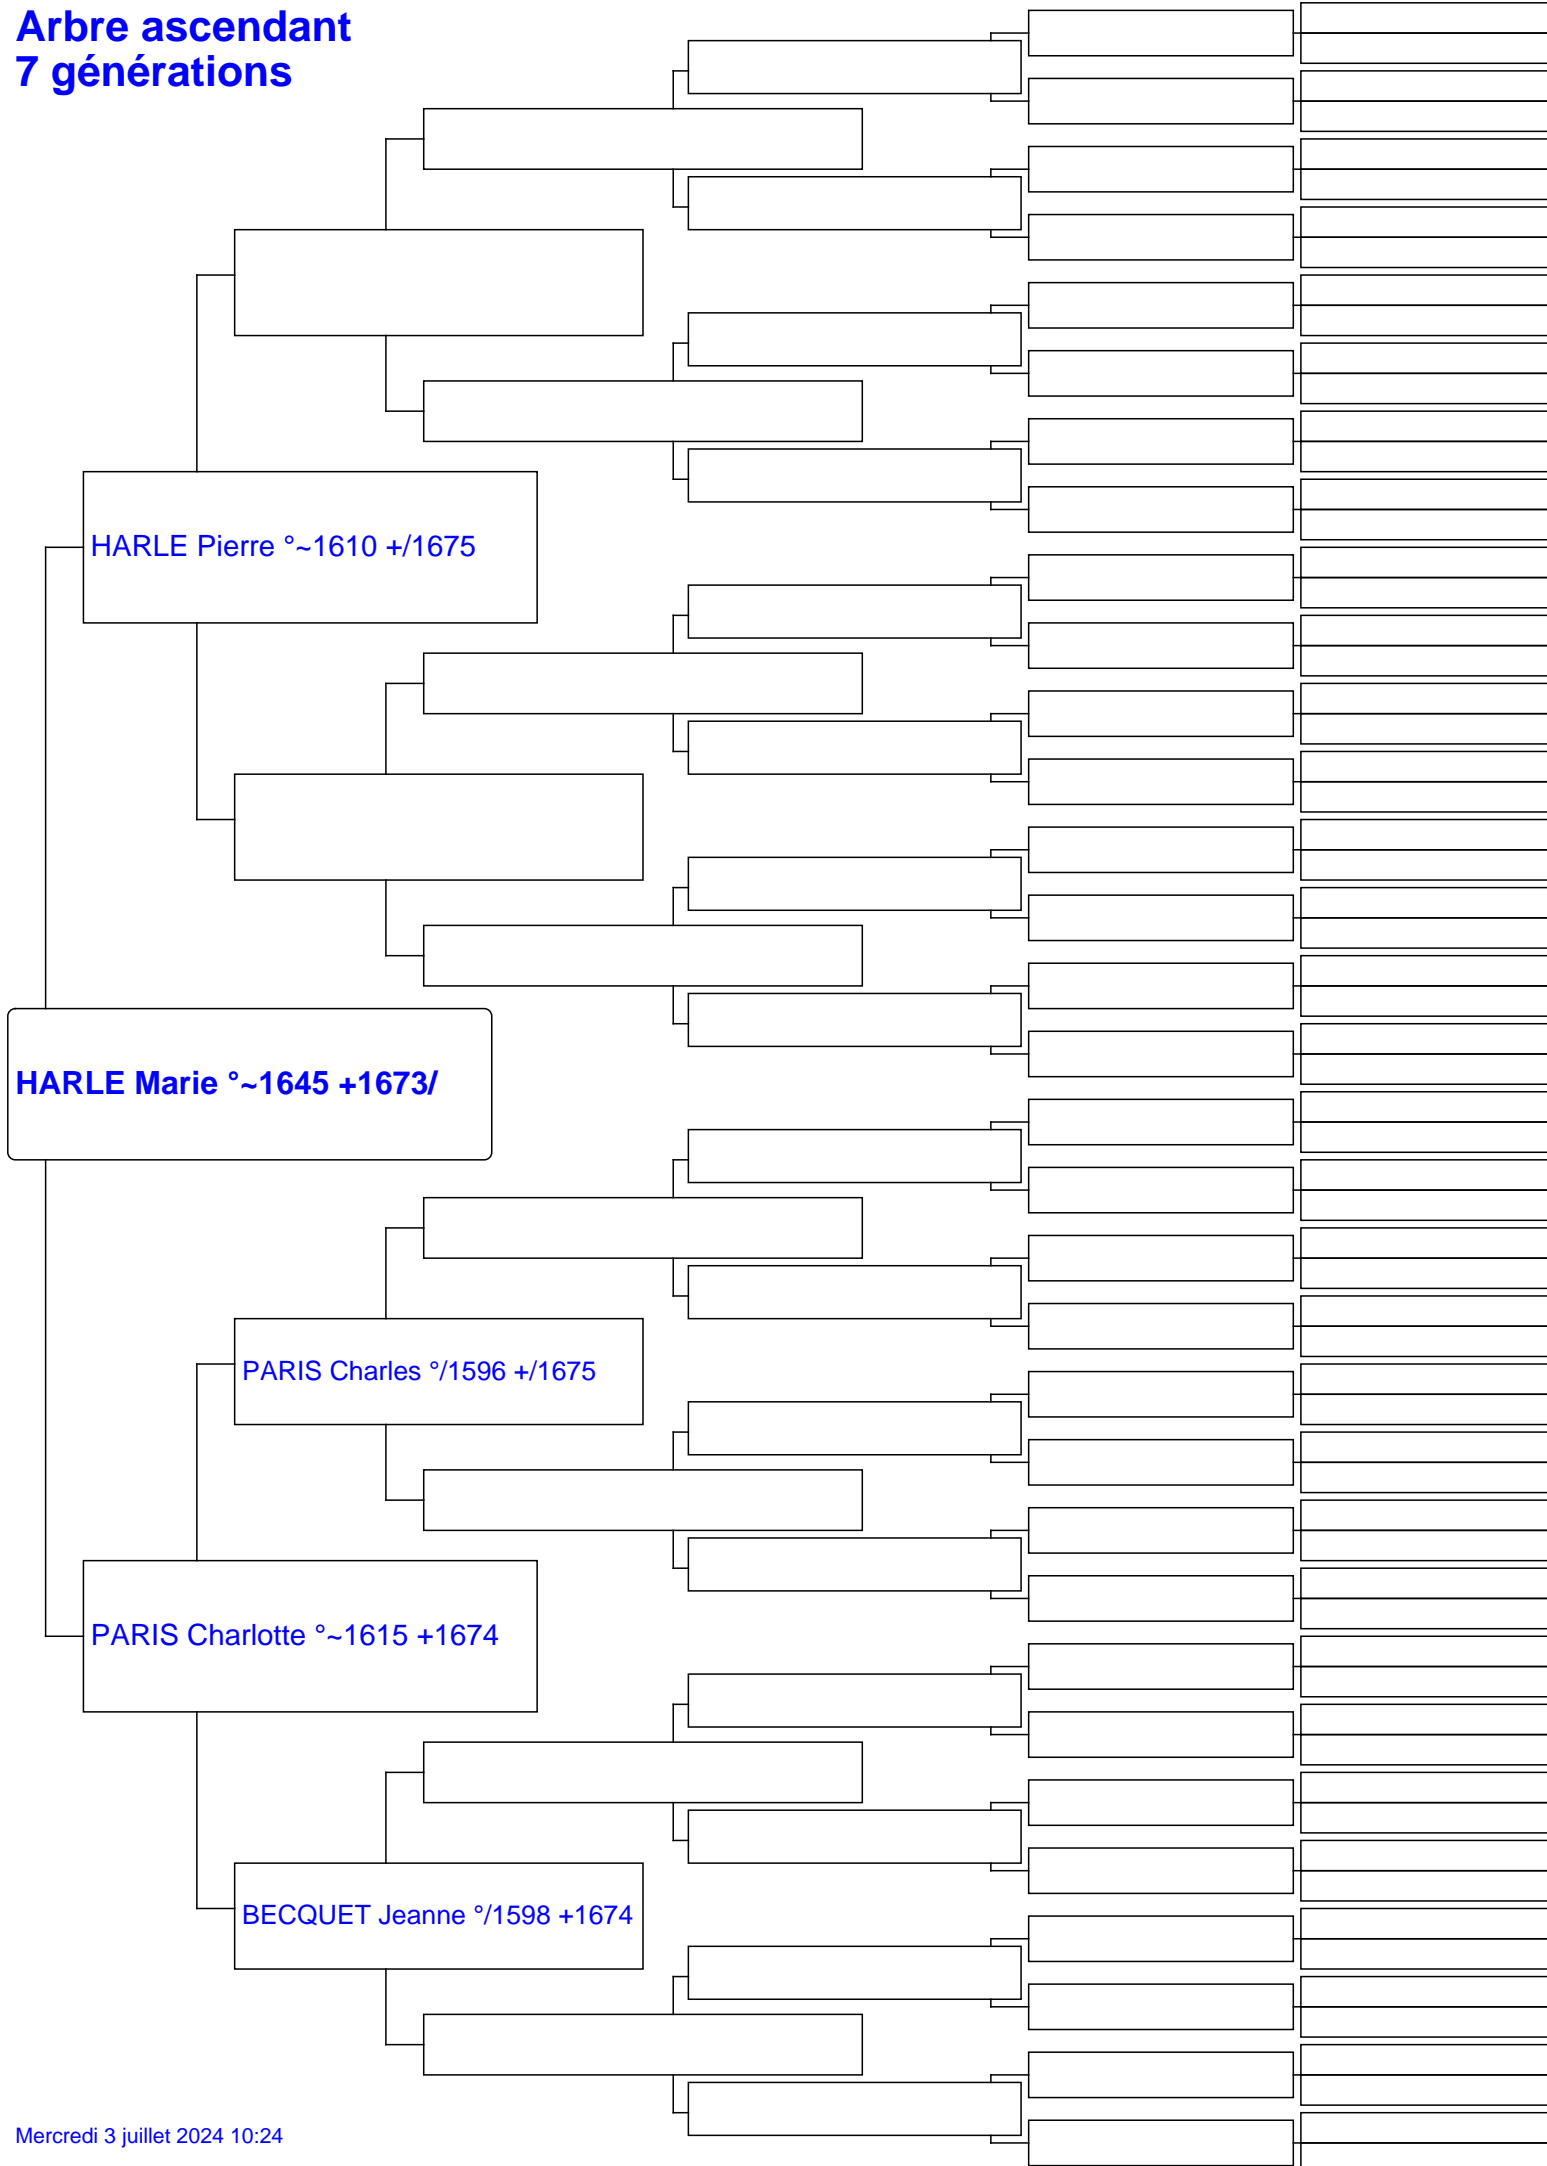 Arbre ascendant
7 générations
HARLE Pierre °~1610 +/1675
HARLE Marie °~1645 +1673/
PARIS Charles °/1596 +/1675
PARIS Charlotte °~1615 +1674
BECQUET Jeanne °/1598 +1674
Mercredi 3 juillet 2024 10:24